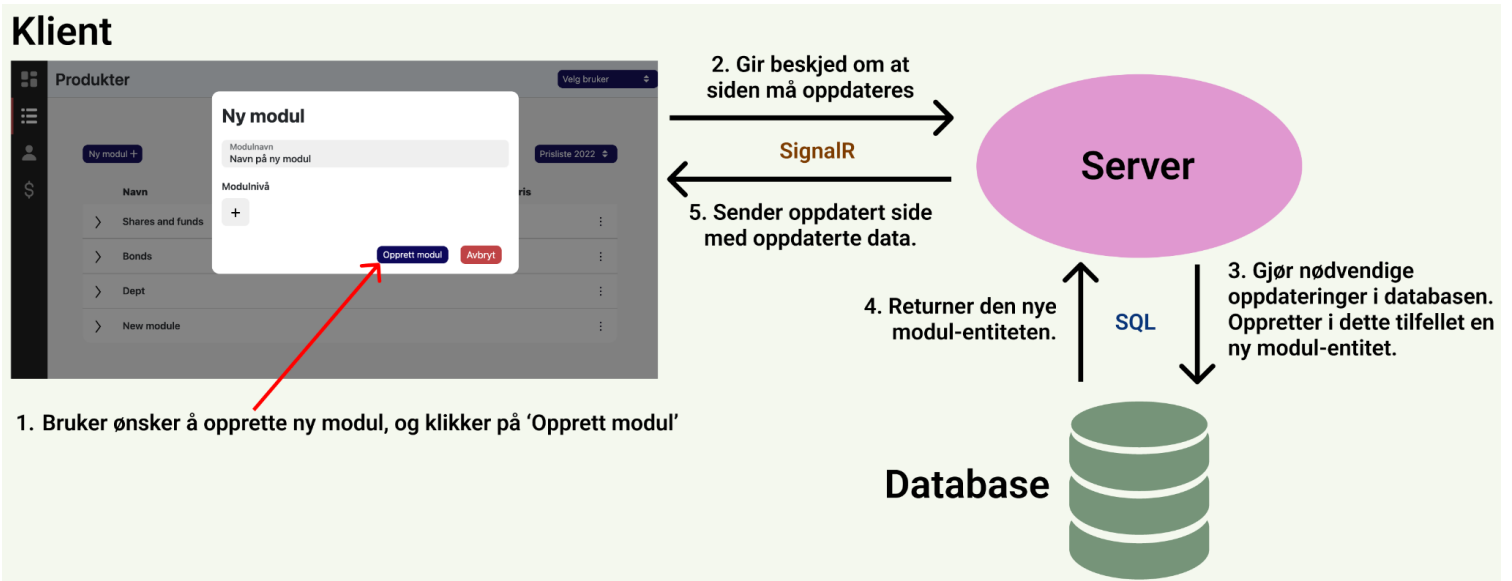 Klient
Produkter
Velg bruker
Ny modul
Modulnavn
Navn på ny modul
Ny modul +
Prisliste 2022
Modulnivå
Navn
ris
+
Shares and funds
Bonds
Opprett modul
Avbryt
Dept
New module
1. Bruker ønsker å opprette ny modul, og klikker på ‘Opprett modul’
2. Gir beskjed om at
siden må oppdateres
SignalR
5. Sender oppdatert side
med oppdaterte data.
Server
3. Gjør nødvendige
oppdateringer i databasen.
Oppretter i dette tilfellet en
ny modul-entitet.
4. Returner den nye
modul-entiteten.
SQL
Database